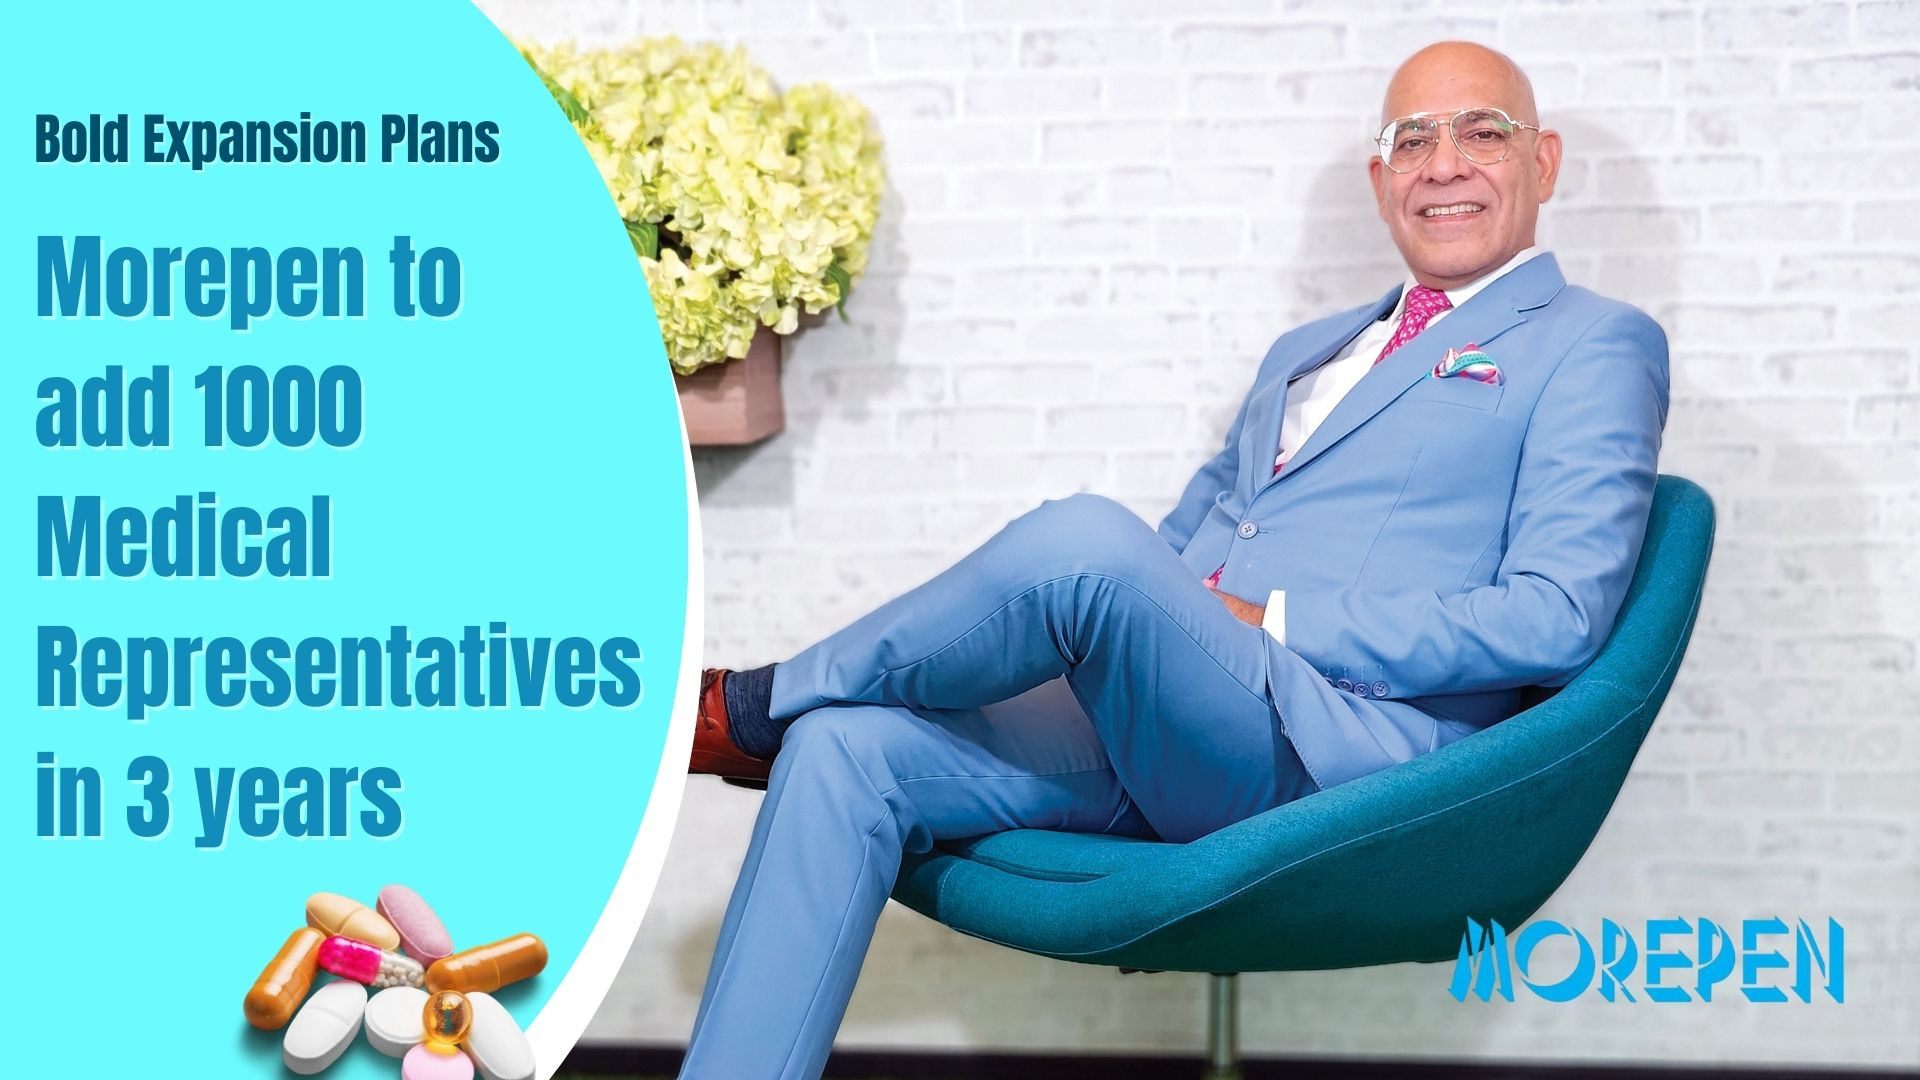 Bold Expansion Plans
Morepen to
add 1000
Medical
Representatives
in 3 years
MOREPEN